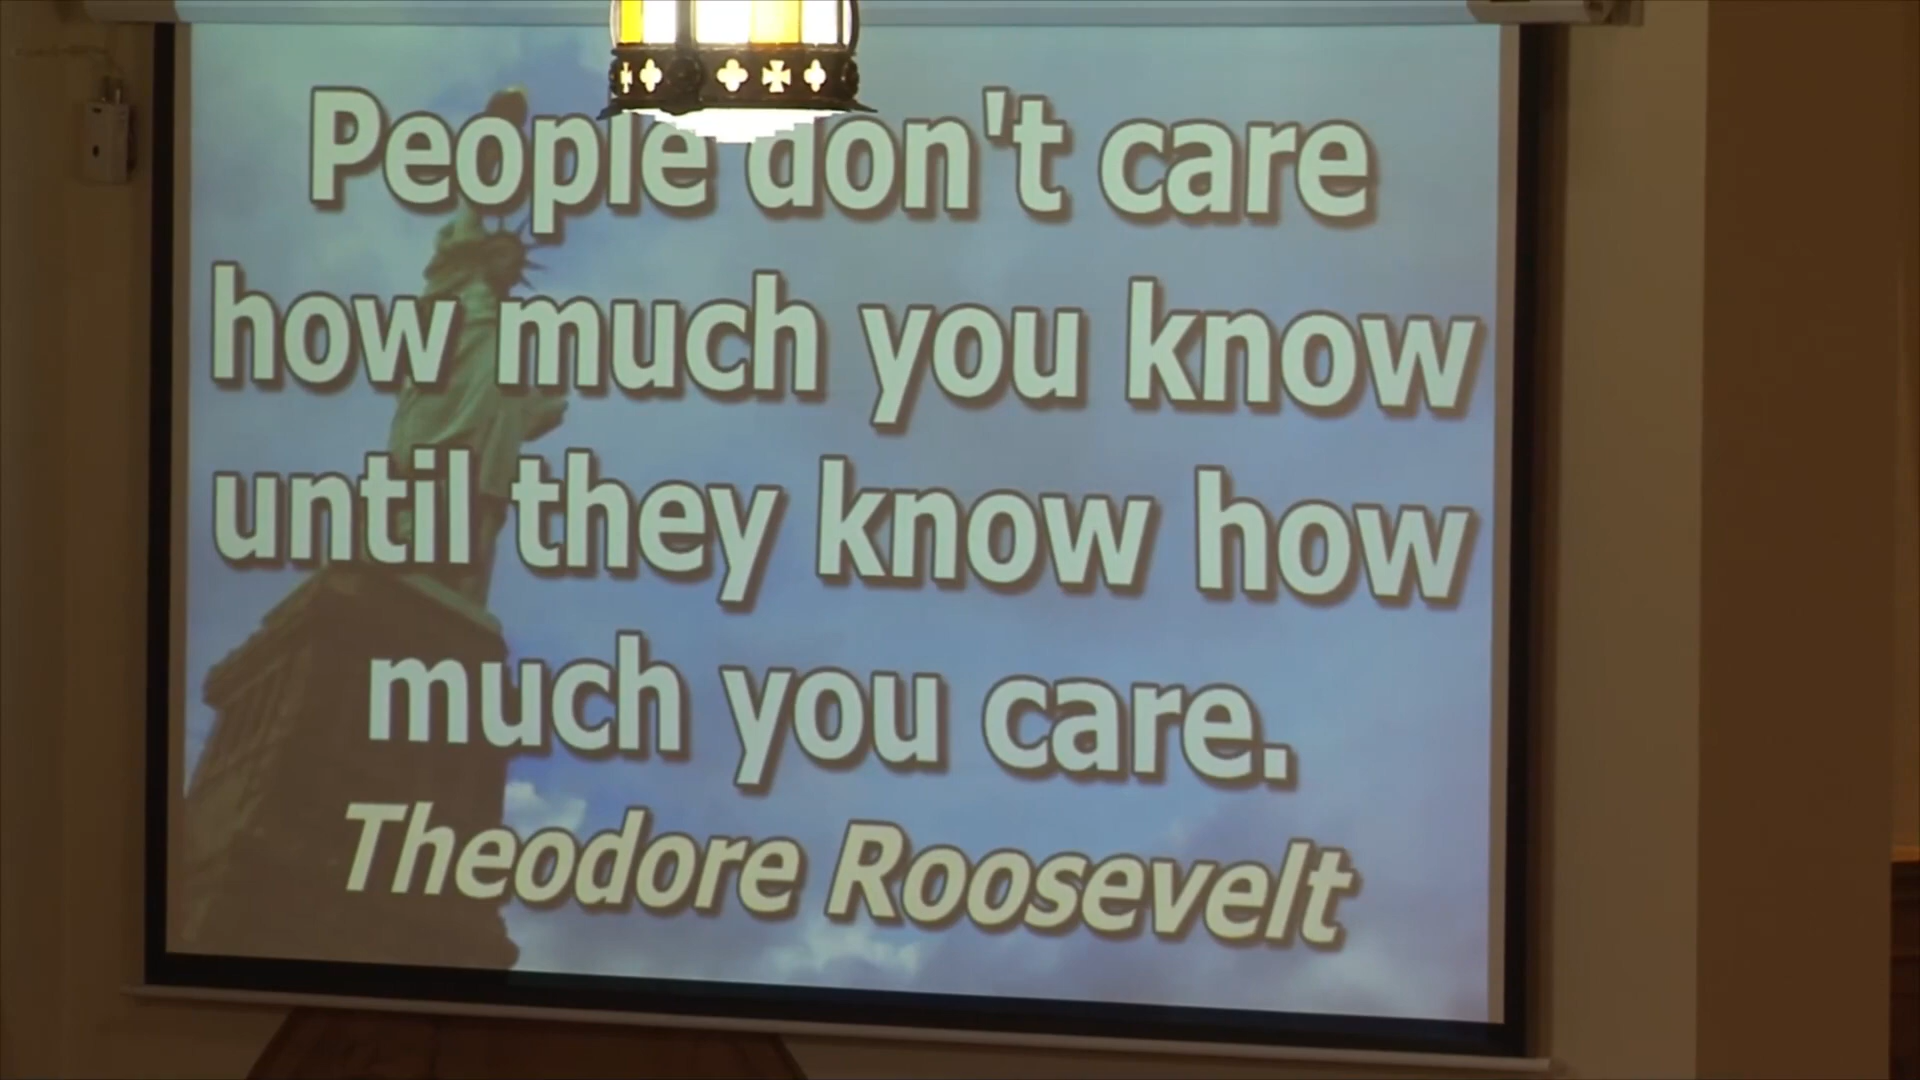 People don't care
how much you know
until they know how
much you care.
Theodore Roosevelt